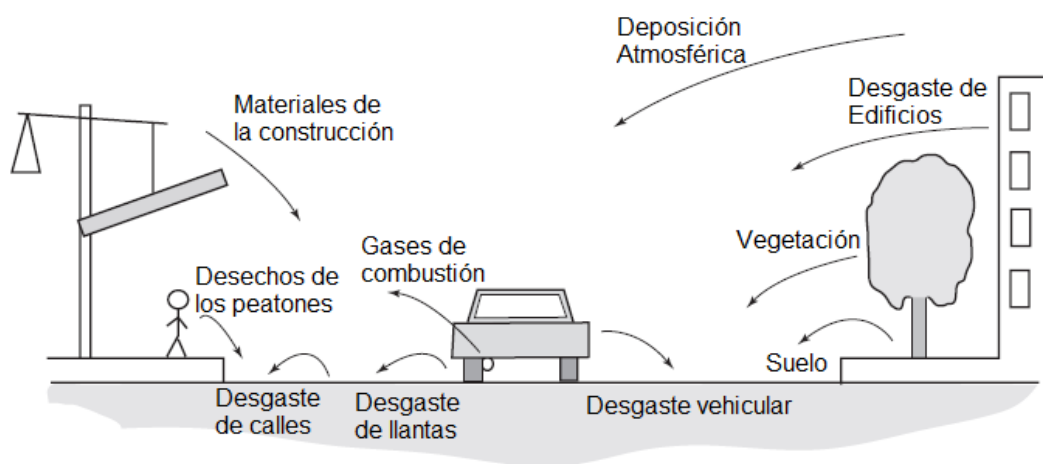 Deposición
Atmosférica
Desgaste de
Edificios
Materiales de
la construcción
Vegetación
Gases de
combustión
Desechos de
los peatones
Suelo
Desgaste
de calles
Desgaste
de llantas
Desgaste vehicular